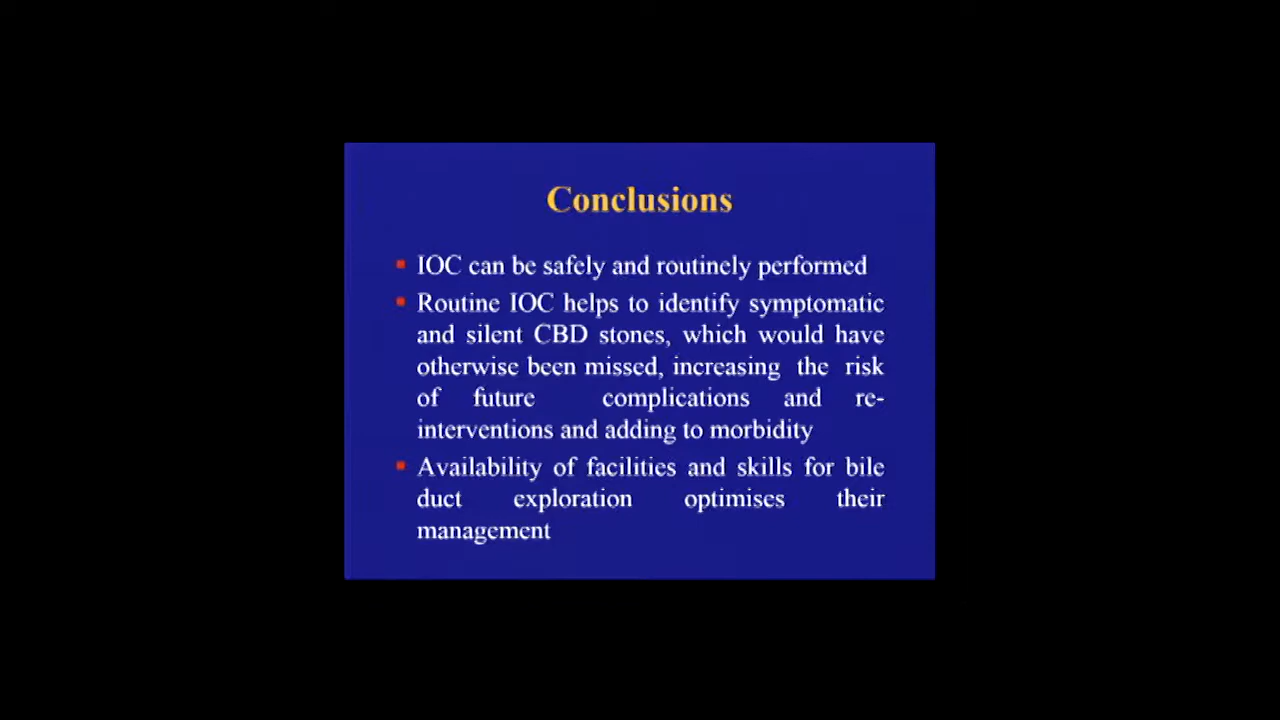 Conclusions
IOC can be safely and routinely performed
Routine IOC helps to identify symptomatic
and silent CBD stones, which would have
otherwise been missed, increasing the risk
of future complications and re-
interventions and adding to morbidity
Availability of facilities and skills for bile
duct exploration optimises their
management